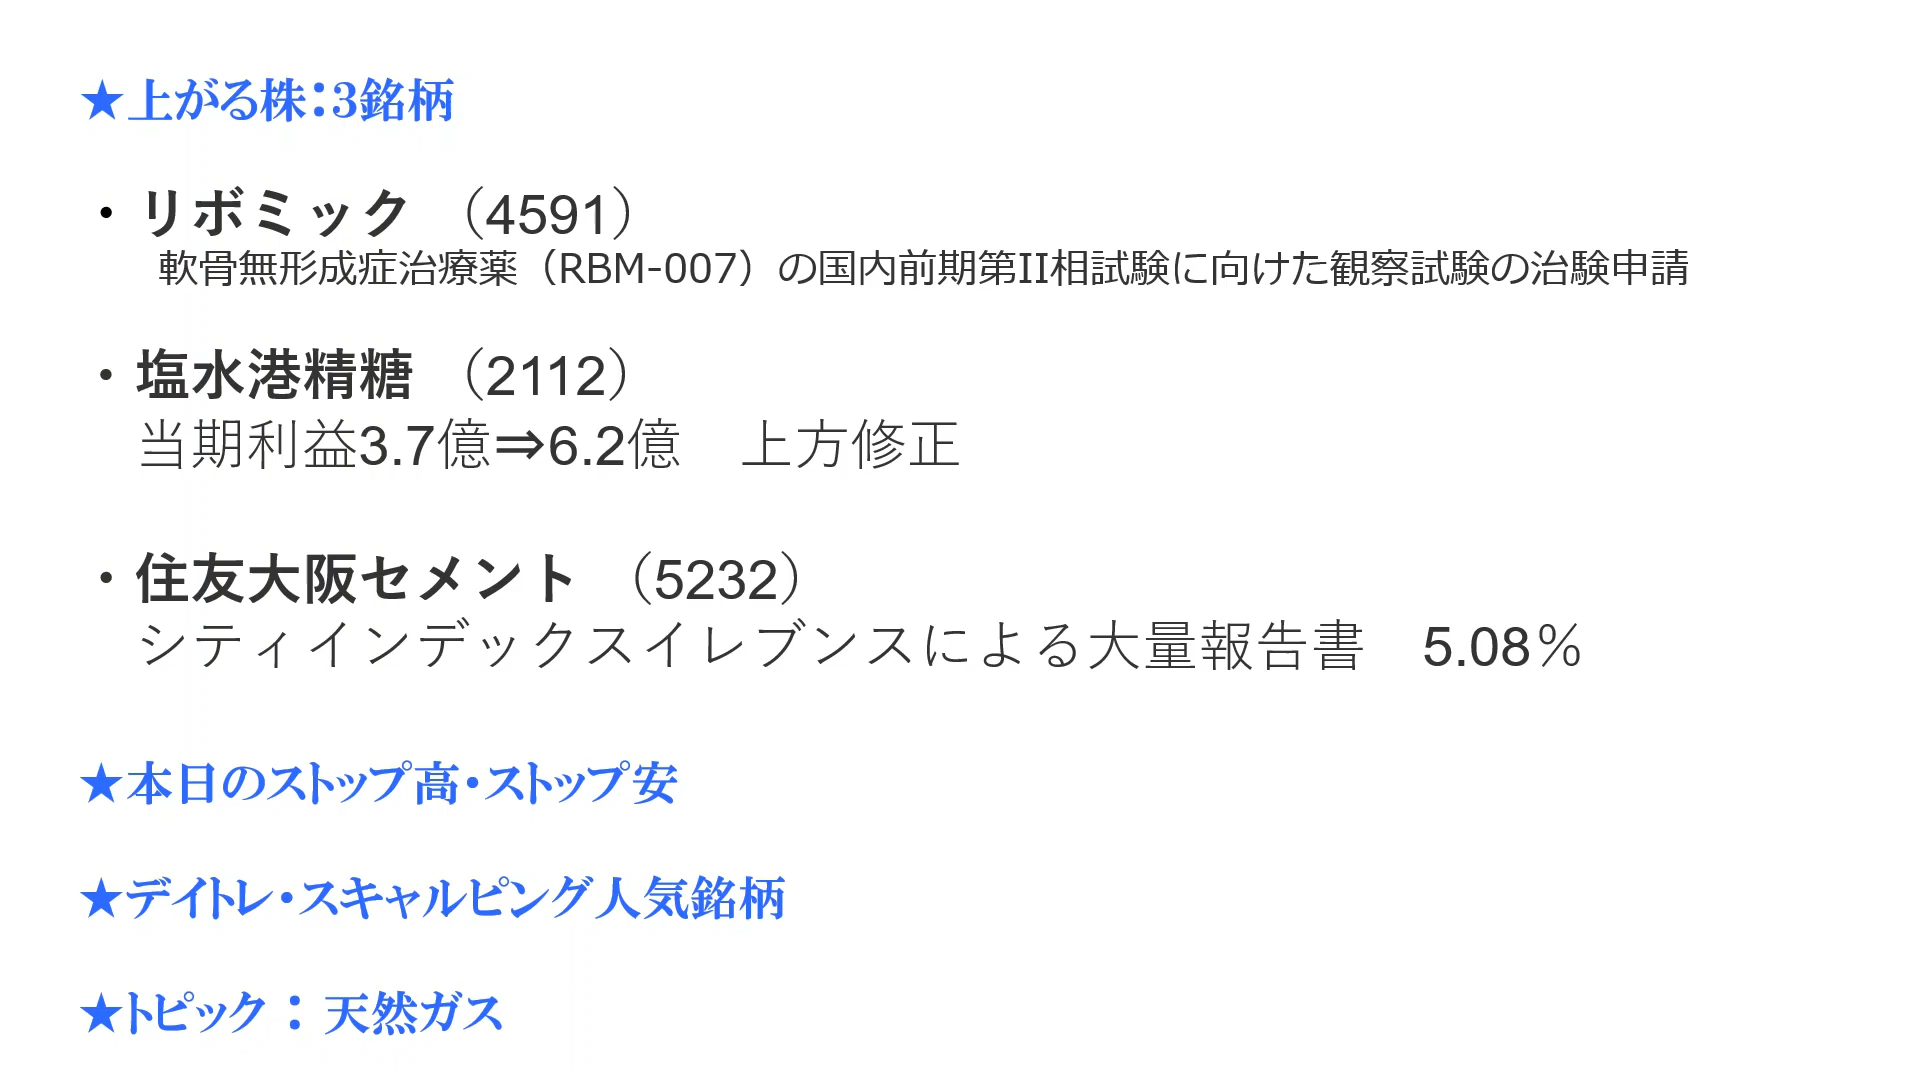 ★上がる株：3銘柄
・リボミック （4591）
軟骨無形成症治療薬（RBM-007）の国内前期第II相試験に向けた観察試験の治験申請
・塩水港精糖 （2112）
当期利益3.7億⇒6.2億　上方修正
・住友大阪セメント （5232）
シティインデックスイレブンスによる大量報告書　5.08％
★本日のストップ高・ストップ安
★デイトレ・スキャルピング人気銘柄
★トピック ： 天然ガス